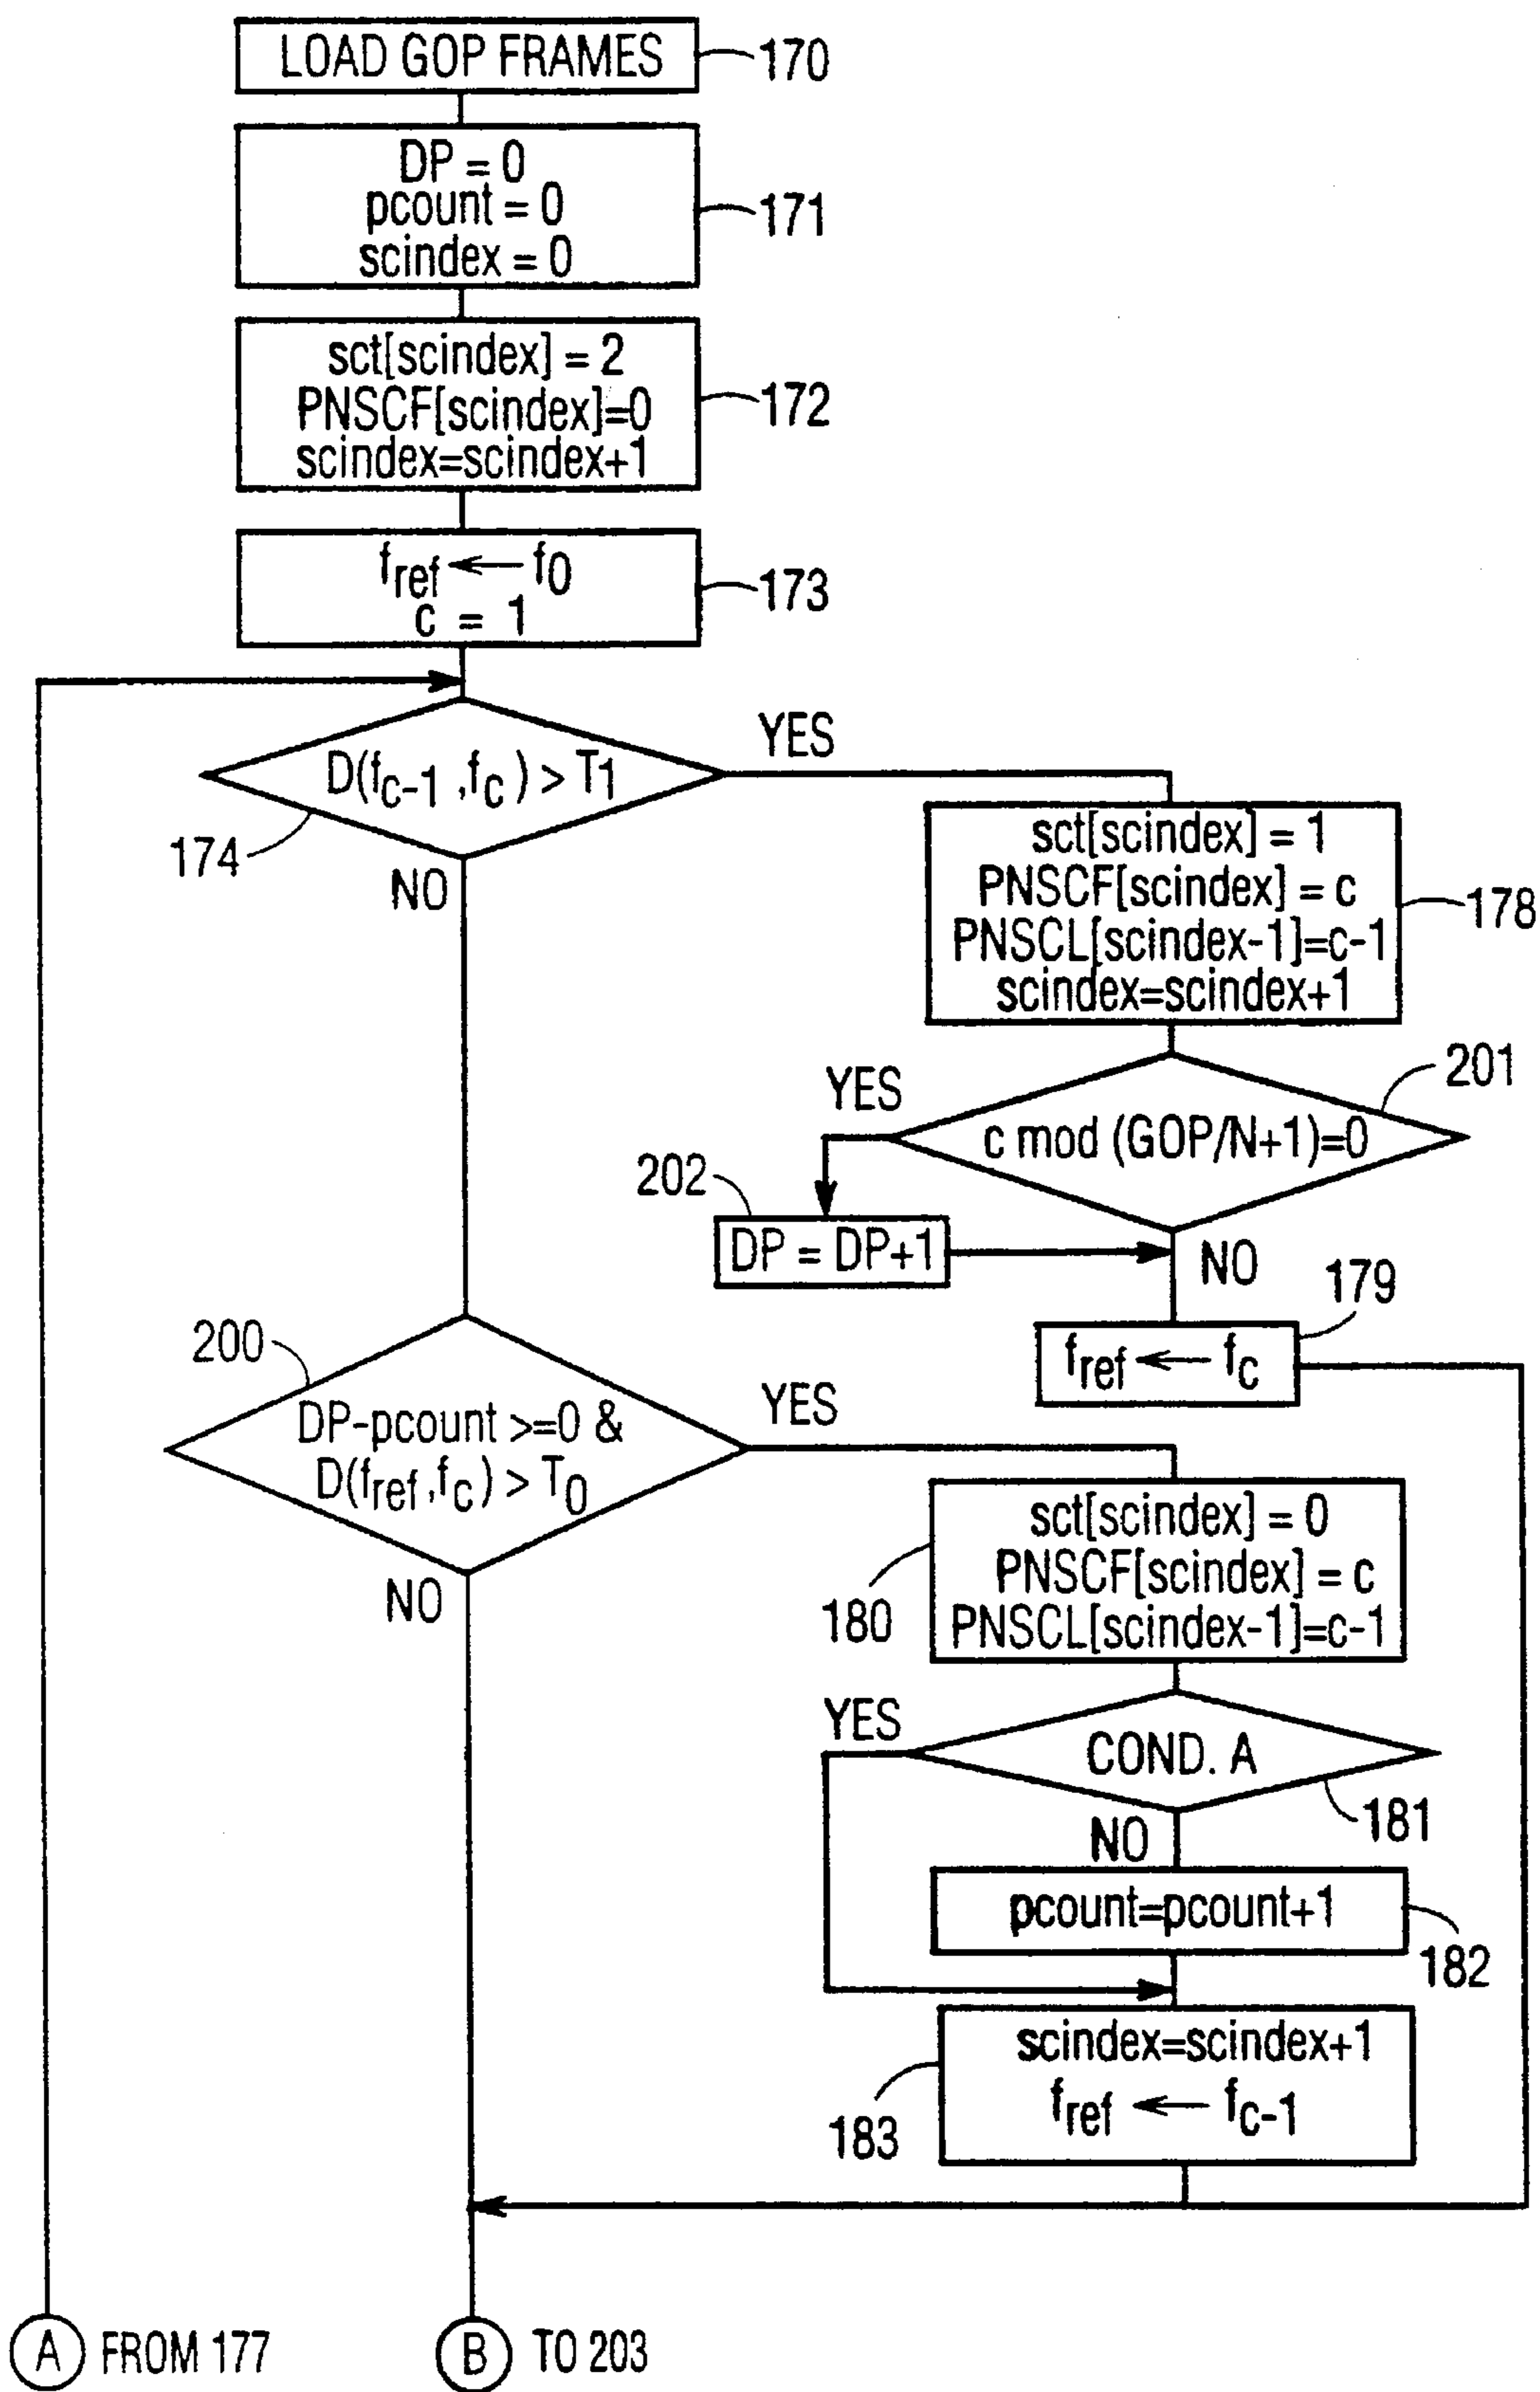 LOAD GOP FRAMES
170
DP = 0
pcount = 0
scindex = 0
171
sct[scindex] = 2
PNSCF[scindex]=0
scindex=scindex+1
172
fref ← f0
c = 1
173
D(fc-1 ,fc ) > T1
174
YES
NO
sct[scindex] = 1
PNSCF[scindex] = c
PNSCL[scindex-1]=c-1
scindex=scindex+1
178
c mod (GOP/N+1)=0
201
YES
202
DP = DP+1
NO
179
fref ← fc
200
DP-pcount >=0 &
D(fref ,fc ) > T0
YES
NO
sct[scindex] = 0
PNSCF[scindex] = c
PNSCL[scindex-1]=c-1
180
YES
COND. A
181
NO
pcount=pcount+1
182
scindex=scindex+1
fref ← fc-1
183
A FROM 177
B TO 203